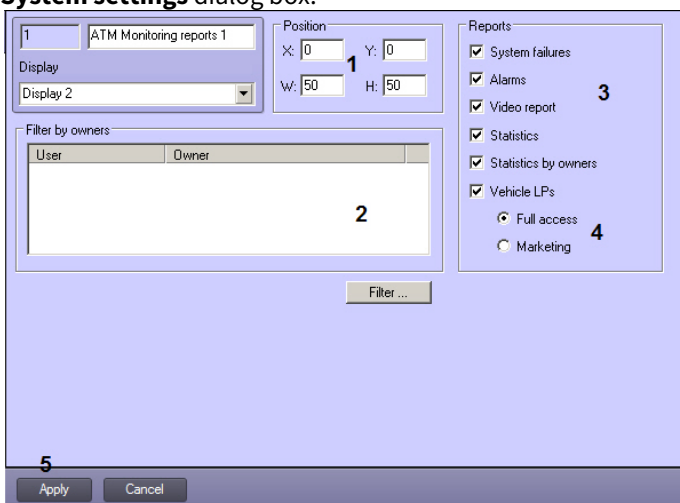 System settings dialog box.
1 ATM Monitoring reports 1
Display
Display 2
Position
X: 0 Y: 0
1
W: 50 H: 50
Reports
System failures
Alarms
3
Video report
Statistics
Statistics by owners
Vehicle LPs
Full access
4
Marketing
Filter by owners
User Owner
2
Filter ...
5
Apply Cancel